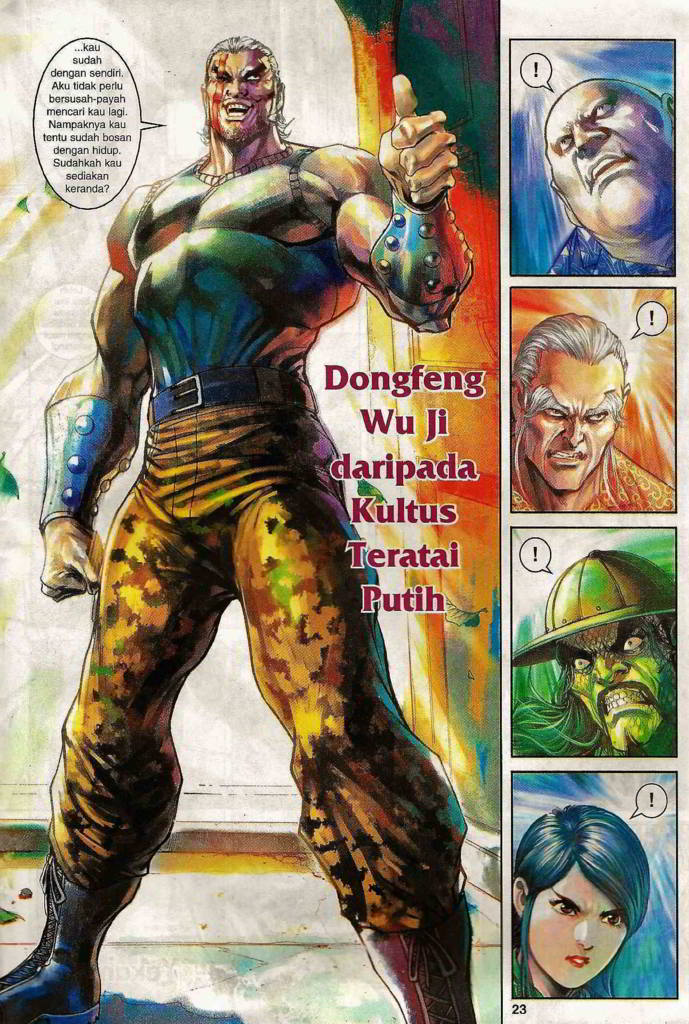 ...kau
sudah
dengan sendiri.
Aku tidak perlu
bersusah-payah
mencari kau lagi.
Nampaknya kau
tentu sudah bosan
dengan hidup.
Sudahkah kau
sediakan
keranda?
!
!
!
!
Dongfeng
Wu Ji
daripada
Kultus
Teratai
Putih
23